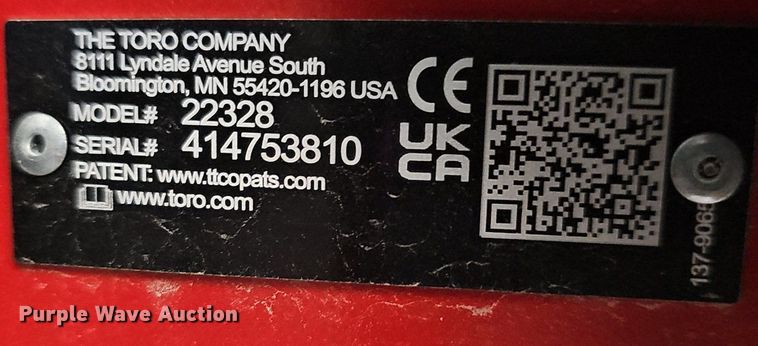 THE TORO COMPANY
8111 Lyndale Avenue South
Bloomington, MN 55420-1196 USA
MODEL# 22328
SERIAL# 414753810
PATENT: www.ttcopats.com
www.toro.com
CE
UK
CA
Purple Wave Auction